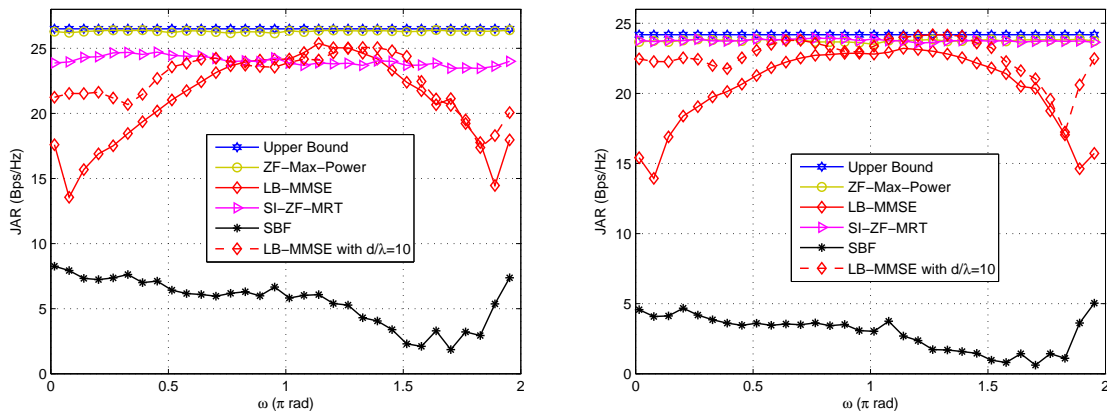 JAR (Bps/Hz)
30
25
20
15
10
5
0
Upper Bound
ZF−Max−Power
LB−MMSE
SI−ZF−MRT
SBF
LB−MMSE with d/λ=10
0
0.5
1
1.5
2
ω (π rad)
JAR (Bps/Hz)
25
20
15
10
5
0
Upper Bound
ZF−Max−Power
LB−MMSE
SI−ZF−MRT
SBF
LB−MMSE with d/λ=10
0
0.5
1
1.5
2
ω (π rad)